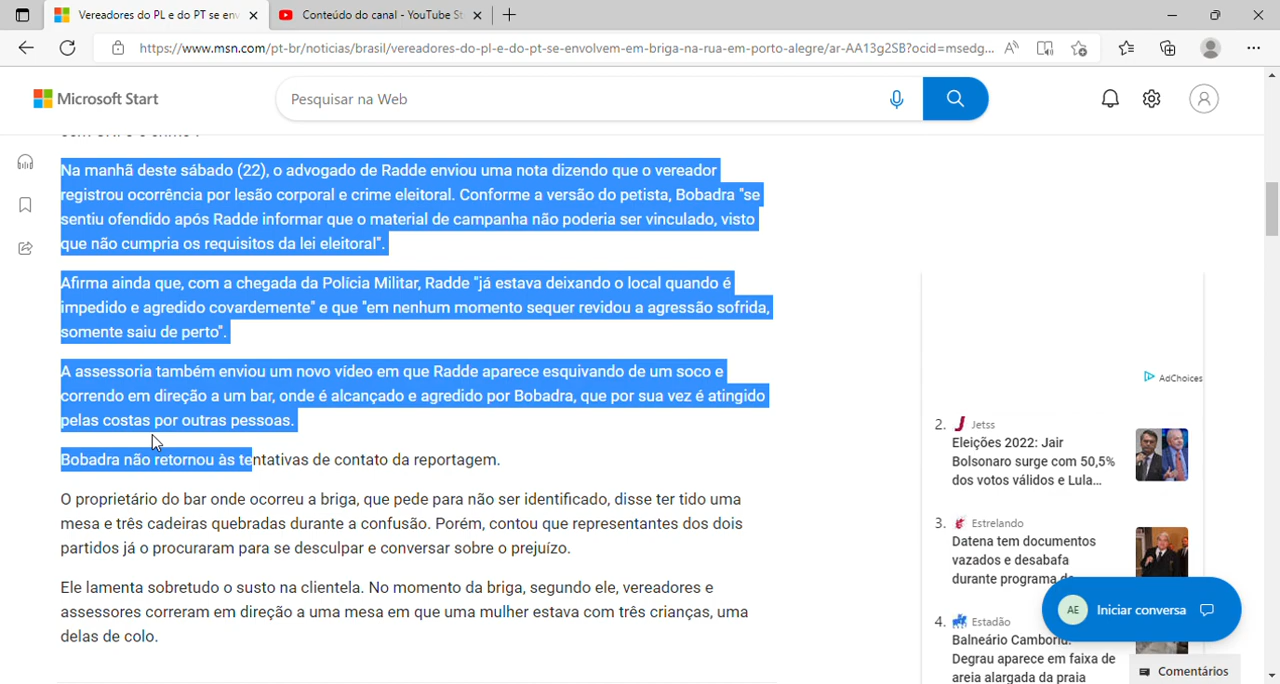 Vereadores do PL e do PT se en
Conteúdo do canal - YouTube St
https://www.msn.com/pt-br/noticias/brasil/vereadores-do-pl-e-do-pt-se-envolvem-em-briga-na-rua-em-porto-alegre/ar-AA13g2SB?ocid=msedg...
Microsoft Start
Pesquisar na Web
Na manhã deste sábado (22), o advogado de Radde enviou uma nota dizendo que o vereador
registrou ocorrência por lesão corporal e crime eleitoral. Conforme a versão do petista, Bobadra "se
sentiu ofendido após Radde informar que o material de campanha não poderia ser vinculado, visto
que não cumpria os requisitos da lei eleitoral".
Afirma ainda que, com a chegada da Polícia Militar, Radde "já estava deixando o local quando é
impedido e agredido covardemente" e que "em nenhum momento sequer revidou a agressão sofrida,
somente saiu de perto".
A assessoria também enviou um novo vídeo em que Radde aparece esquivando de um soco e
correndo em direção a um bar, onde é alcançado e agredido por Bobadra, que por sua vez é atingido
pelas costas por outras pessoas.
Bobadra não retornou às tentativas de contato da reportagem.
O proprietário do bar onde ocorreu a briga, que pede para não ser identificado, disse ter tido uma
mesa e três cadeiras quebradas durante a confusão. Porém, contou que representantes dos dois
partidos já o procuraram para se desculpar e conversar sobre o prejuízo.
Ele lamenta sobretudo o susto na clientela. No momento da briga, segundo ele, vereadores e
assessores correram em direção a uma mesa em que uma mulher estava com três crianças, uma
delas de colo.
AdChoices
2. Jetss
Eleições 2022: Jair
Bolsonaro surge com 50,5%
dos votos válidos e Lula...
3. Estrelando
Datena tem documentos
vazados e desabafa
durante programa
AE Iniciar conversa
4. Estadão
Balneário Camboriú:
Degrau aparece em faixa de
areia alargada da praia
Comentários